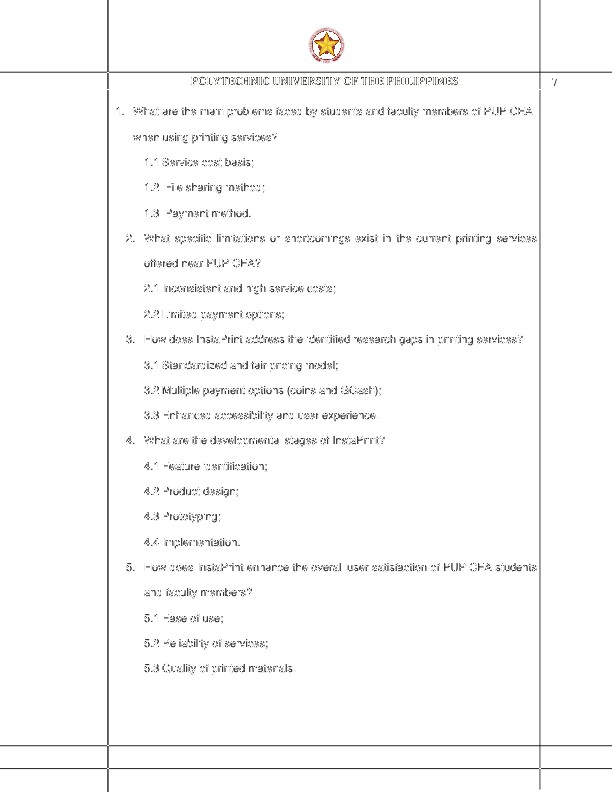 POLYTECHNIC UNIVERSITY OF THE PHILIPPINES
7
1. What are the main problems faced by students and faculty members of PUP CFA
when using printing services?
1.1 Service cost basis;
1.2 File sharing method;
1.3 Payment method.
2. What specific limitations or shortcomings exist in the current printing services
offered near PUP CFA?
2.1 Inconsistent and high service costs;
2.2 Limited payment options;
3. How does InstaPrint address the identified research gaps in printing services?
3.1 Standardized and fair pricing model;
3.2 Multiple payment options (coins and GCash);
3.3 Enhanced accessibility and user experience.
4. What are the developmental stages of InstaPrint?
4.1 Feature Identification;
4.2 Product design;
4.3 Prototyping;
4.4 Implementation.
5. How does InstaPrint enhance the overall user satisfaction of PUP CFA students
and faculty members?
5.1 Ease of use;
5.2 Reliability of services;
5.3 Quality of printed materials.